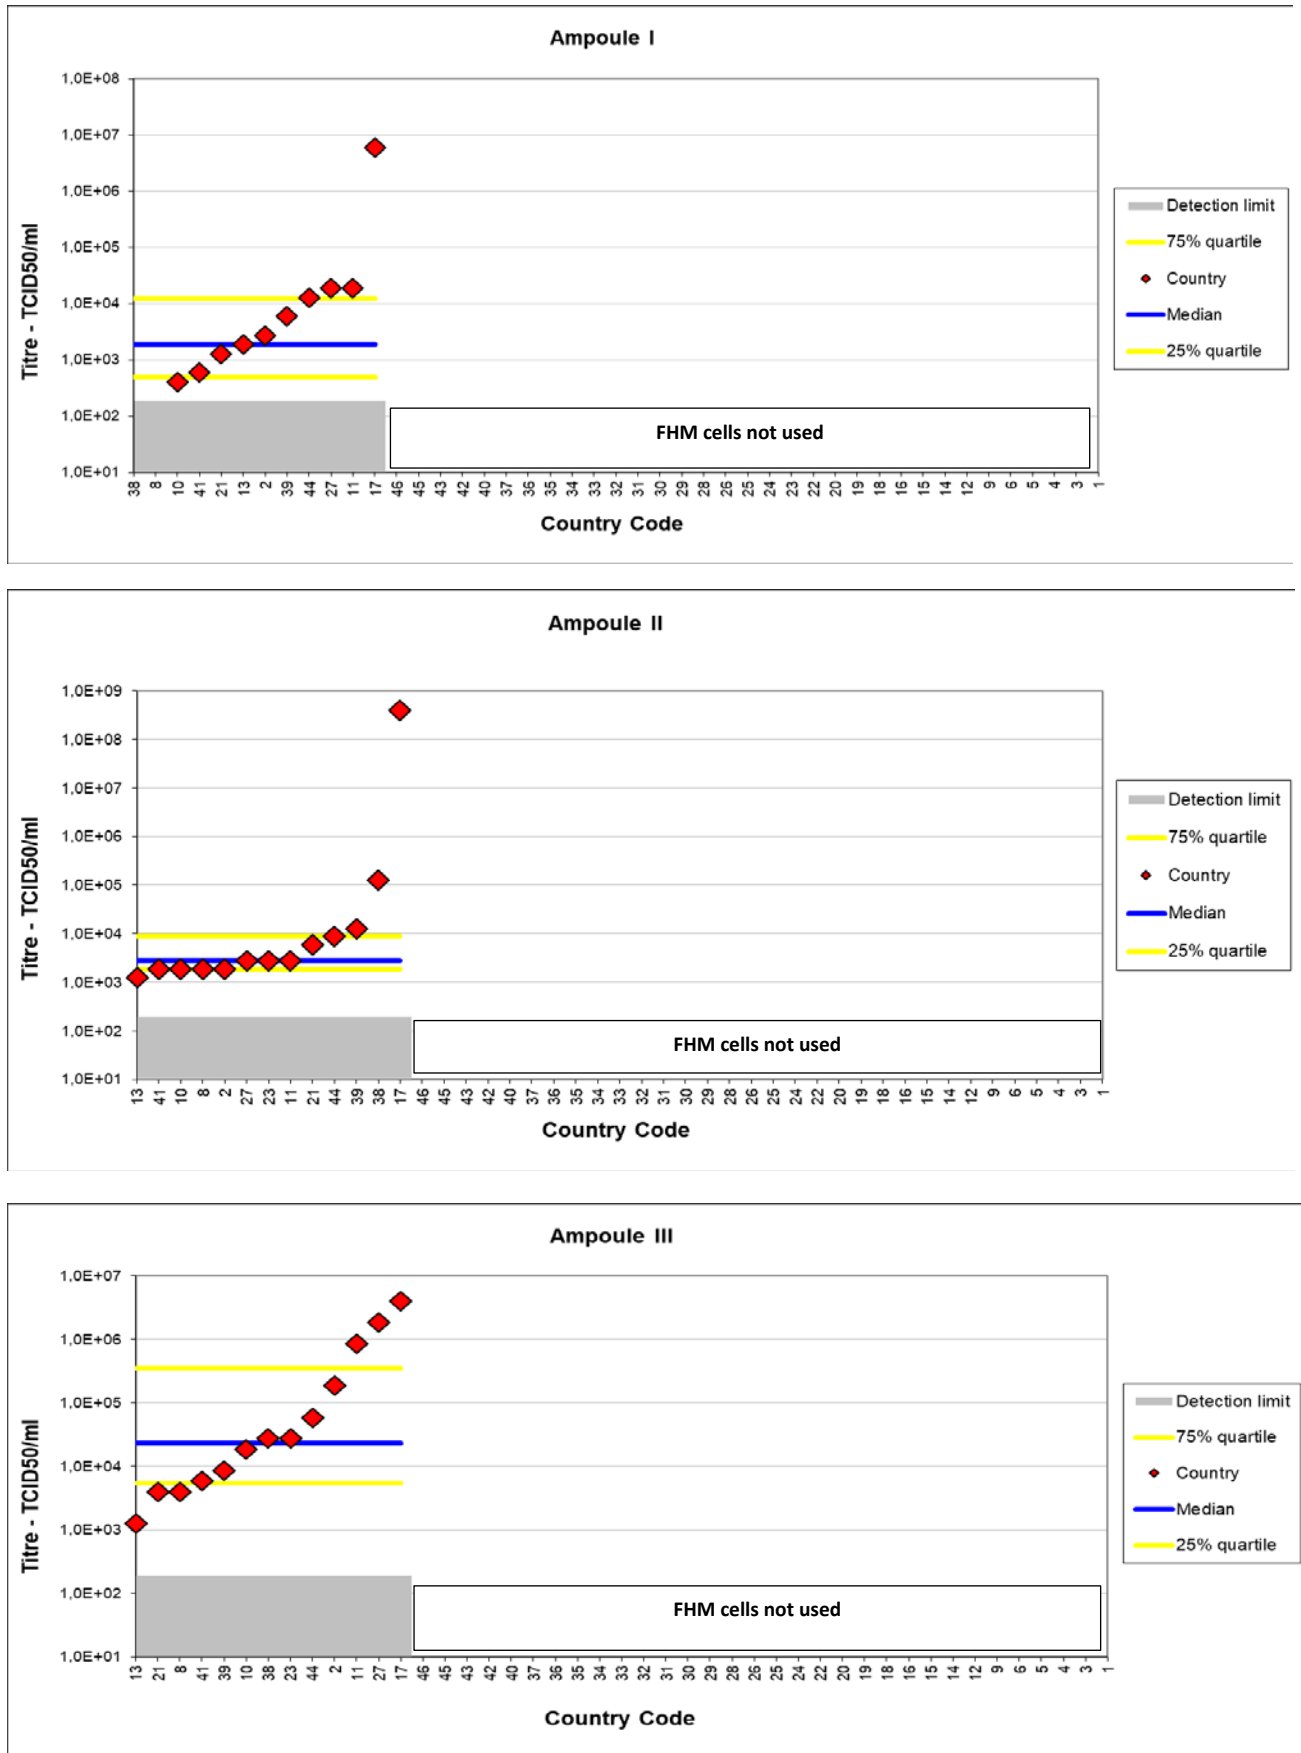 Ampoule I
1,0E+08
1,0E+07
1,0E+06
1,0E+05
1,0E+04
1,0E+03
1,0E+02
1,0E+01
Titre - TCID50/ml
Detection limit
75% quartile
Country
Median
25% quartile
FHM cells not used
38 8 10 41 21 13 2 39 44 27 11 17 46 45 42 40 37 36 35 34 33 32 31 30 29 28 26 23 22 20 19 18 16 15 14 12 9 6 5 4 3 1
Country Code
Ampoule II
1,0E+09
1,0E+08
1,0E+07
1,0E+06
1,0E+05
1,0E+04
1,0E+03
1,0E+02
1,0E+01
Titre - TCID50/ml
Detection limit
75% quartile
Country
Median
25% quartile
FHM cells not used
13 41 10 8 2 27 23 11 21 44 39 38 17 46 45 42 40 37 36 35 34 33 32 31 30 29 28 26 22 20 19 18 16 15 14 12 9 6 5 4 3 1
Country Code
Ampoule III
1,0E+07
1,0E+06
1,0E+05
1,0E+04
1,0E+03
1,0E+02
1,0E+01
Titre - TCID50/ml
Detection limit
75% quartile
Country
Median
25% quartile
FHM cells not used
13 21 8 41 39 10 38 23 44 2 11 27 17 46 45 42 40 37 36 35 34 33 32 31 30 29 28 26 22 20 19 18 16 15 14 12 9 6 5 4 3 1
Country Code